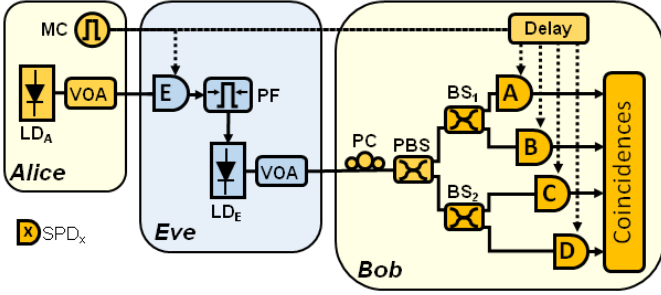 MC
Delay
LD_A
VOA
E
PF
LD_E
VOA
PC
PBS
BS_1
BS_2
A
B
C
D
Coincidences
X SPD_x
Alice
Eve
Bob